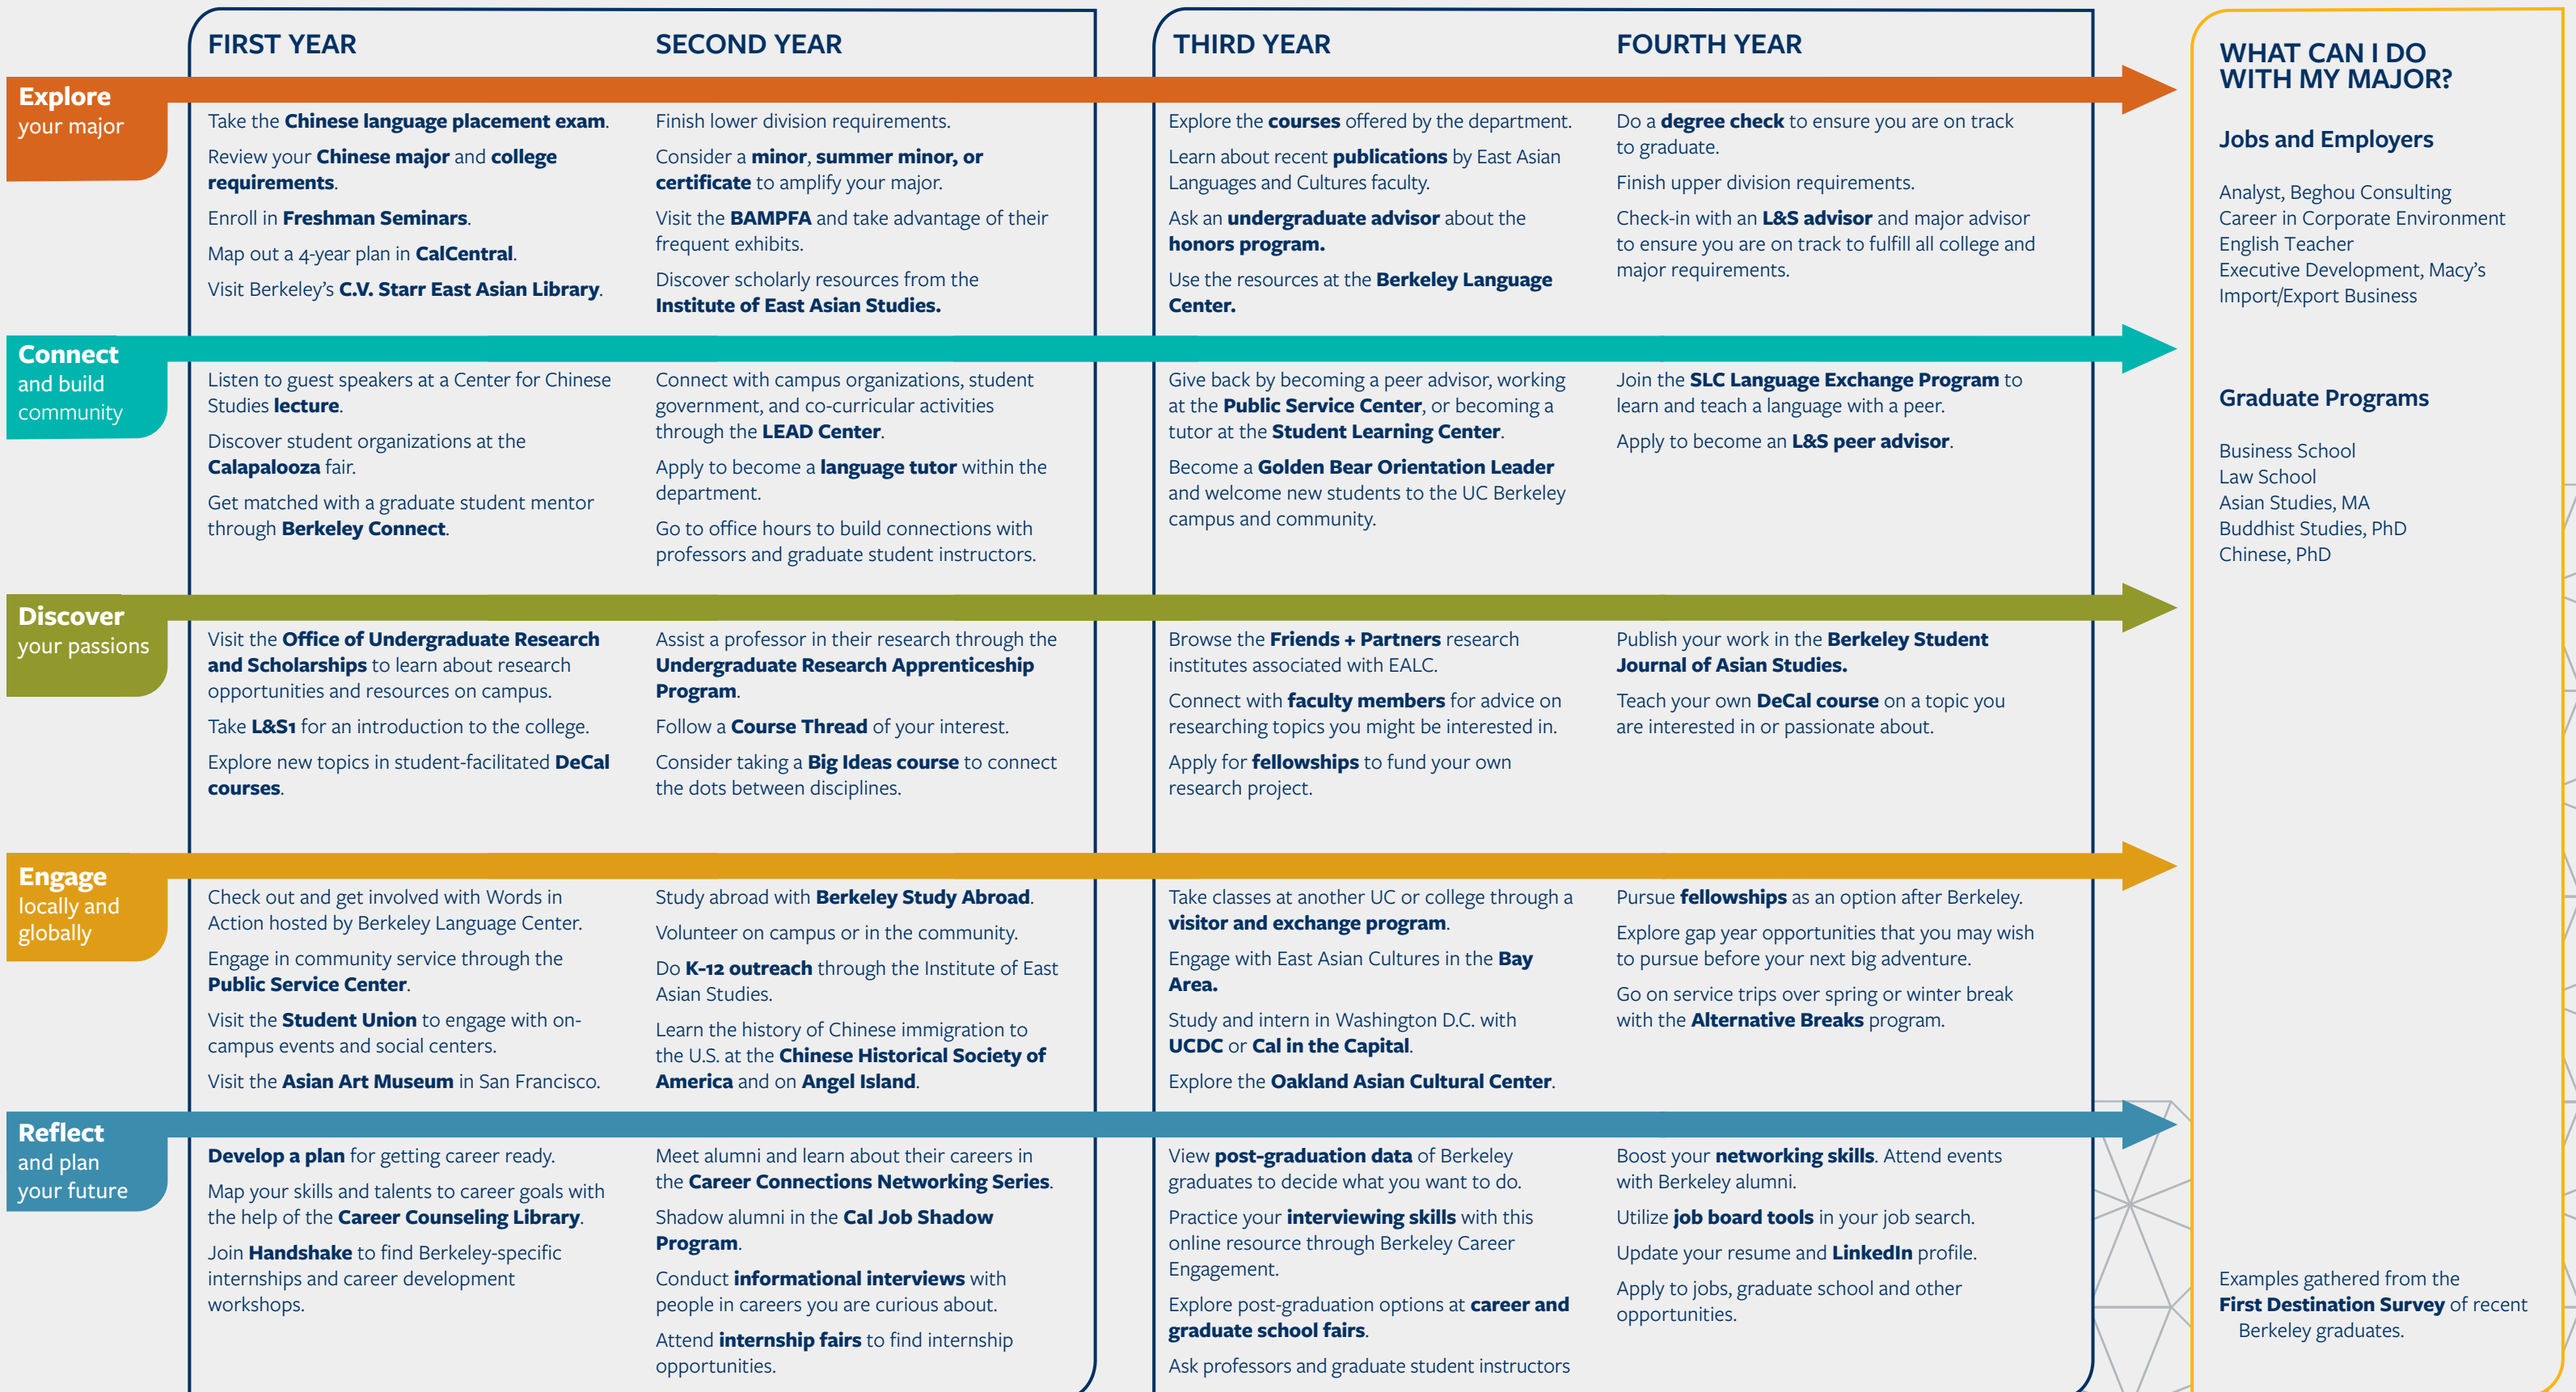 FIRST YEAR
SECOND YEAR
THIRD YEAR
FOURTH YEAR
Explore
your major
Take the Chinese language placement exam.
Review your Chinese major and college
requirements.
Enroll in Freshman Seminars.
Map out a 4-year plan in CalCentral.
Visit Berkeley's C.V. Starr East Asian Library.
Finish lower division requirements.
Consider a minor, summer minor, or
certificate to amplify your major.
Visit the BAMPFA and take advantage of their
frequent exhibits.
Discover scholarly resources from the
Institute of East Asian Studies.
Explore the courses offered by the department.
Learn about recent publications by East Asian
Languages and Cultures faculty.
Ask an undergraduate advisor about the
honors program.
Use the resources at the Berkeley Language
Center.
Do a degree check to ensure you are on track
to graduate.
Finish upper division requirements.
Check-in with an L&S advisor and major advisor
to ensure you are on track to fulfill all college and
major requirements.
Connect
and build
community
Listen to guest speakers at a Center for Chinese
Studies lecture.
Discover student organizations at the
Calapalooza fair.
Get matched with a graduate student mentor
through Berkeley Connect.
Connect with campus organizations, student
government, and co-curricular activities
through the LEAD Center.
Apply to become a language tutor within the
department.
Go to office hours to build connections with
professors and graduate student instructors.
Give back by becoming a peer advisor, working
at the Public Service Center, or becoming a
tutor at the Student Learning Center.
Become a Golden Bear Orientation Leader
and welcome new students to the UC Berkeley
campus and community.
Join the SLC Language Exchange Program to
learn and teach a language with a peer.
Apply to become an L&S peer advisor.
Discover
your passions
Visit the Office of Undergraduate Research
and Scholarships to learn about research
opportunities and resources on campus.
Take L&S1 for an introduction to the college.
Explore new topics in student-facilitated DeCal
courses.
Assist a professor in their research through the
Undergraduate Research Apprenticeship
Program.
Follow a Course Thread of your interest.
Consider taking a Big Ideas course to connect
the dots between disciplines.
Browse the Friends + Partners research
institutes associated with EALC.
Connect with faculty members for advice on
researching topics you might be interested in.
Apply for fellowships to fund your own
research project.
Publish your work in the Berkeley Student
Journal of Asian Studies.
Teach your own DeCal course on a topic you
are interested in or passionate about.
Engage
locally and
globally
Check out and get involved with Words in
Action hosted by Berkeley Language Center.
Engage in community service through the
Public Service Center.
Visit the Student Union to engage with on-
campus events and social centers.
Visit the Asian Art Museum in San Francisco.
Study abroad with Berkeley Study Abroad.
Volunteer on campus or in the community.
Do K-12 outreach through the Institute of East
Asian Studies.
Learn the history of Chinese immigration to
the U.S. at the Chinese Historical Society of
America and on Angel Island.
Take classes at another UC or college through a
visitor and exchange program.
Engage with East Asian Cultures in the Bay
Area.
Study and intern in Washington D.C. with
UCDC or Cal in the Capital.
Explore the Oakland Asian Cultural Center.
Pursue fellowships as an option after Berkeley.
Explore gap year opportunities that you may wish
to pursue before your next big adventure.
Go on service trips over spring or winter break
with the Alternative Breaks program.
Reflect
and plan
your future
Develop a plan for getting career ready.
Map your skills and talents to career goals with
the help of the Career Counseling Library.
Join Handshake to find Berkeley-specific
internships and career development
workshops.
Meet alumni and learn about their careers in
the Career Connections Networking Series.
Shadow alumni in the Cal Job Shadow
Program.
Conduct informational interviews with
people in careers you are curious about.
Attend internship fairs to find internship
opportunities.
View post-graduation data of Berkeley
graduates to decide what you want to do.
Practice your interviewing skills with this
online resource through Berkeley Career
Engagement.
Explore post-graduation options at career and
graduate school fairs.
Ask professors and graduate student instructors
Boost your networking skills. Attend events
with Berkeley alumni.
Utilize job board tools in your job search.
Update your resume and LinkedIn profile.
Apply to jobs, graduate school and other
opportunities.
WHAT CAN I DO
WITH MY MAJOR?
Jobs and Employers
Analyst, Beghou Consulting
Career in Corporate Environment
English Teacher
Executive Development, Macy's
Import/Export Business
Graduate Programs
Business School
Law School
Asian Studies, MA
Buddhist Studies, PhD
Chinese, PhD
Examples gathered from the
First Destination Survey of recent
Berkeley graduates.